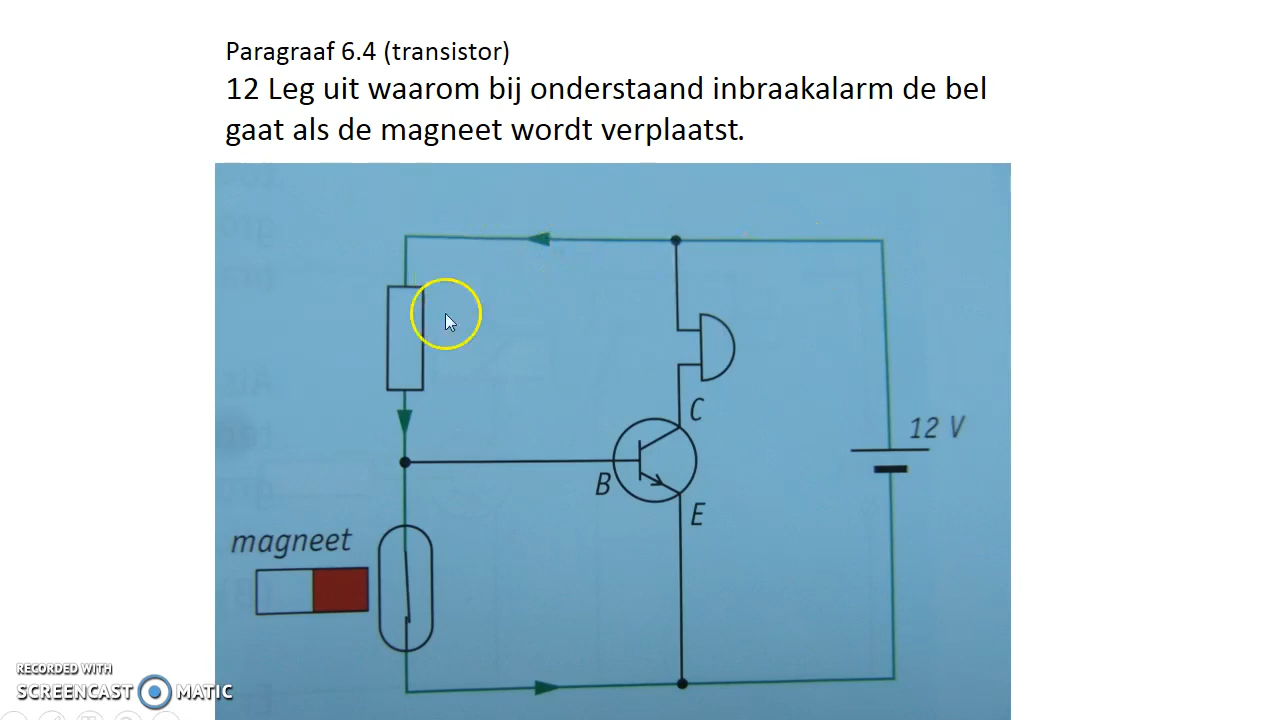 Paragraaf 6.4 (transistor)
12 Leg uit waarom bij onderstaand inbraakalarm de bel
gaat als de magneet wordt verplaatst.
C
12 V
B
E
magneet
RECORDED WITH
SCREENCAST MATIC